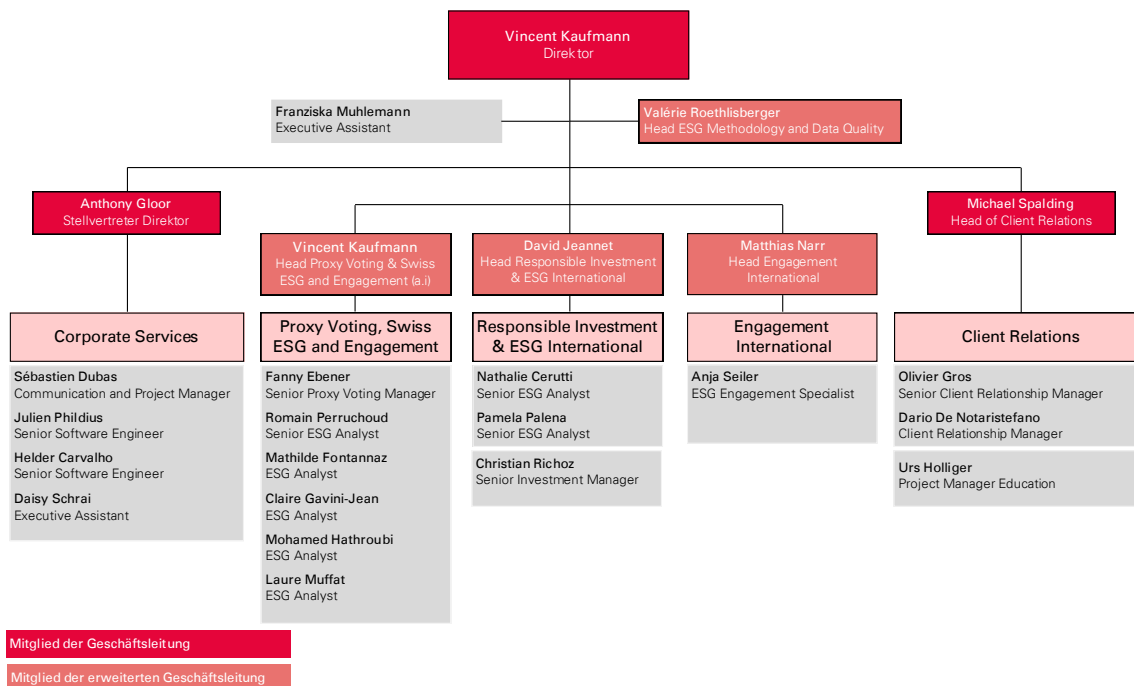 Vincent Kaufmann
Direktor
Franziska Muhlemann
Executive Assistant
Valérie Roethlisberger
Head ESG Methodology and Data Quality
Anthony Gloor
Stellvertreter Direktor
Michael Spalding
Head of Client Relations
Vincent Kaufmann
Head Proxy Voting & Swiss
ESG and Engagement (a.i)
David Jeannet
Head Responsible Investment
& ESG International
Matthias Narr
Head Engagement
International
Corporate Services
Sébastien Dubas
Communication and Project Manager
Julien Phildius
Senior Software Engineer
Helder Carvalho
Senior Software Engineer
Daisy Schrai
Executive Assistant
Proxy Voting, Swiss
ESG and Engagement
Fanny Ebener
Senior Proxy Voting Manager
Romain Perruchoud
Senior ESG Analyst
Mathilde Fontannaz
ESG Analyst
Claire Gavini-Jean
ESG Analyst
Mohamed Hathroubi
ESG Analyst
Laure Muffat
ESG Analyst
Responsible Investment
& ESG International
Nathalie Cerutti
Senior ESG Analyst
Pamela Palena
Senior ESG Analyst
Christian Richoz
Senior Investment Manager
Engagement
International
Anja Seiler
ESG Engagement Specialist
Client Relations
Olivier Gros
Senior Client Relationship Manager
Dario De Notaristefano
Client Relationship Manager
Urs Holliger
Project Manager Education
Mitglied der Geschäftsleitung
Mitglied der erweiterten Geschäftsleitung